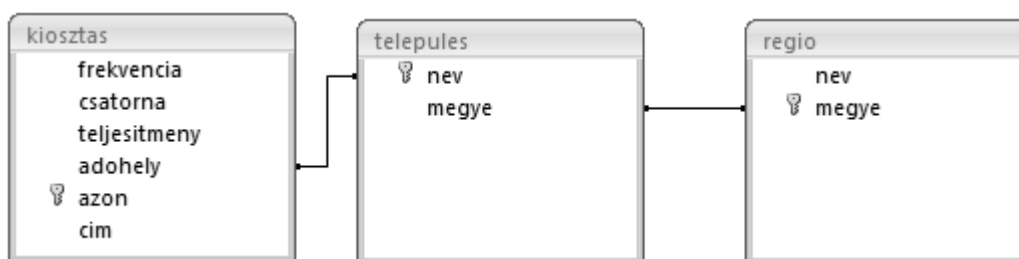 kiosztas
frekvencia
csatorna
teljesitmeny
adohely
azon
cim
telepules
nev
megye
regio
nev
megye